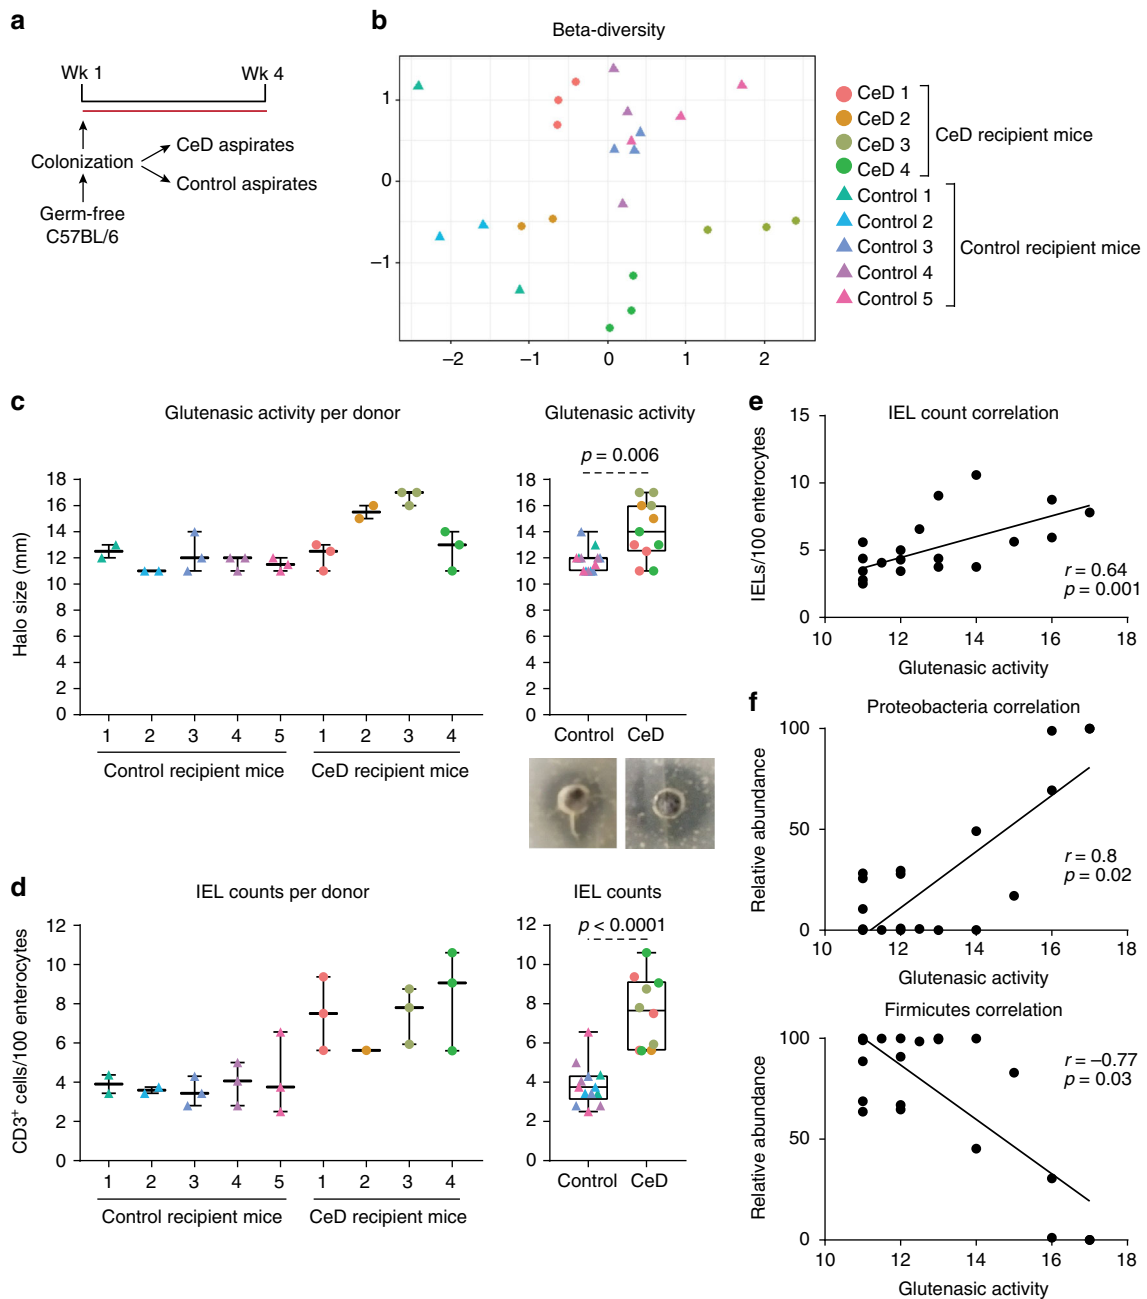 a
Wk 1
Wk 4
Colonization
CeD aspirates
Control aspirates
Germ-free
C57BL/6
b
Beta-diversity
1
0
−1
−2
−1
0
1
2
CeD 1
CeD 2
CeD 3
CeD 4
CeD recipient mice
Control 1
Control 2
Control 3
Control 4
Control 5
Control recipient mice
c
Glutenasic activity per donor
Halo size (mm)
18
16
14
12
10
8
6
4
2
0
1 2 3 4 5 1 2 3 4
Control recipient mice
CeD recipient mice
Glutenasic activity
p = 0.006
18
16
14
12
10
8
6
4
2
0
Control CeD
d
IEL counts per donor
CD3+ cells/100 enterocytes
12
10
8
6
4
2
0
1 2 3 4 5 1 2 3 4
Control recipient mice
CeD recipient mice
IEL counts
p < 0.0001
12
10
8
6
4
2
0
Control CeD
e
IEL count correlation
IELs/100 enterocytes
15
10
5
0
r = 0.64
p = 0.001
10 12 14 16 18
Glutenasic activity
f
Proteobacteria correlation
Relative abundance
100
50
0
r = 0.8
p = 0.02
10 12 14 16 18
Glutenasic activity
Firmicutes correlation
Relative abundance
100
50
0
r = −0.77
p = 0.03
10 12 14 16 18
Glutenasic activity